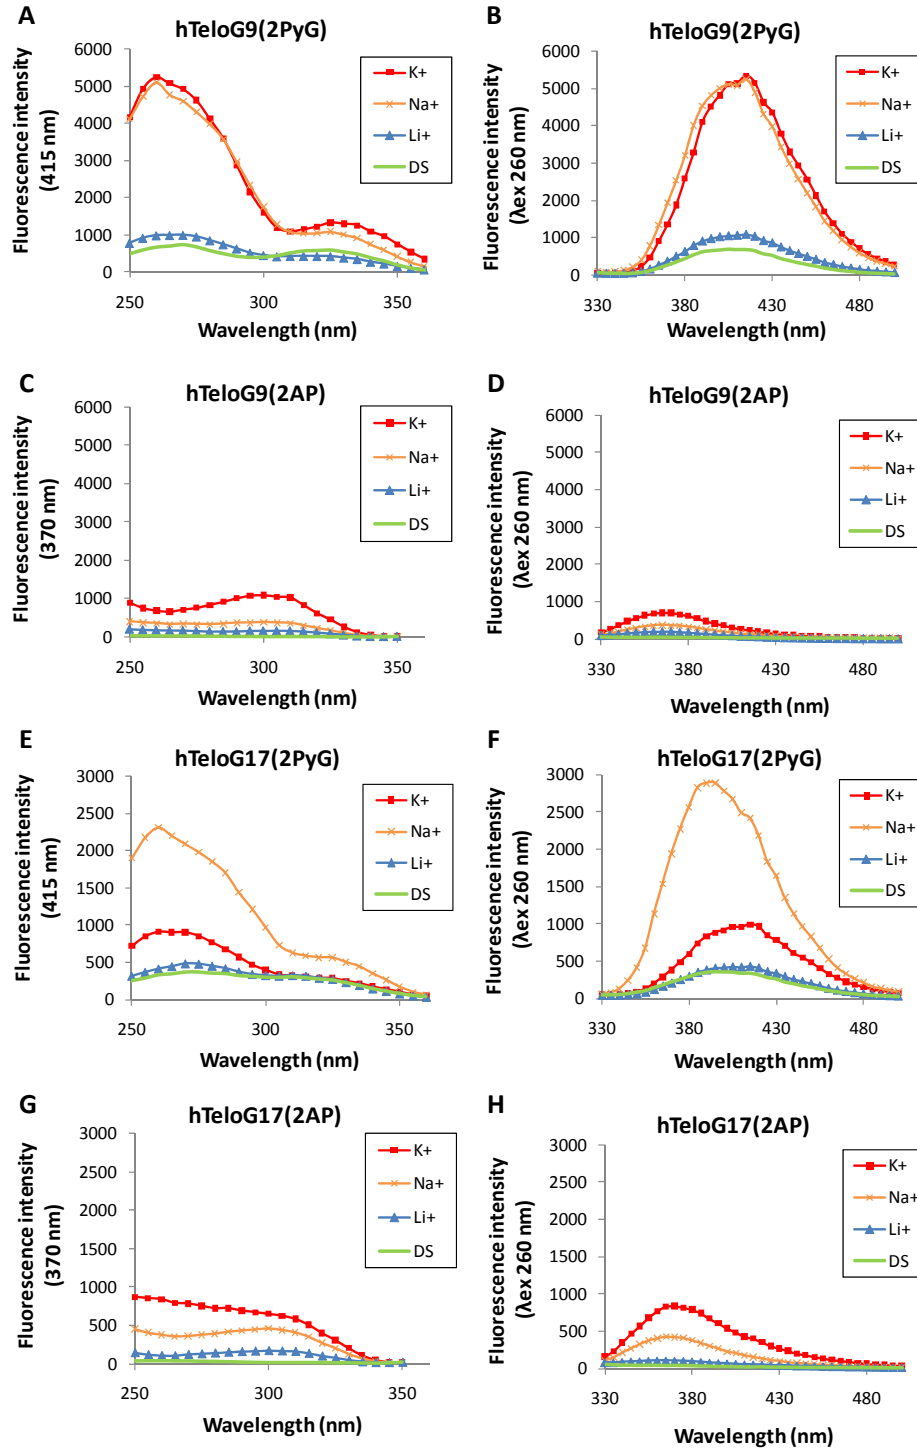 A
hTeloG9(2PyG)
Fluorescence intensity
(415 nm)
6000
5000
4000
3000
2000
1000
0
250
300
350
Wavelength (nm)
K+
Na+
Li+
DS
B
hTeloG9(2PyG)
Fluorescence intensity
(λex 260 nm)
6000
5000
4000
3000
2000
1000
0
330
380
430
480
Wavelength (nm)
K+
Na+
Li+
DS
C
hTeloG9(2AP)
Fluorescence intensity
(370 nm)
6000
5000
4000
3000
2000
1000
0
250
300
350
Wavelength (nm)
K+
Na+
Li+
DS
D
hTeloG9(2AP)
Fluorescence intensity
(λex 260 nm)
6000
5000
4000
3000
2000
1000
0
330
380
430
480
Wavelength (nm)
K+
Na+
Li+
DS
E
hTeloG17(2PyG)
Fluorescence intensity
(415 nm)
3000
2500
2000
1500
1000
500
0
250
300
350
Wavelength (nm)
K+
Na+
Li+
DS
F
hTeloG17(2PyG)
Fluorescence intensity
(λex 260 nm)
3000
2500
2000
1500
1000
500
0
330
380
430
480
Wavelength (nm)
K+
Na+
Li+
DS
G
hTeloG17(2AP)
Fluorescence intensity
(370 nm)
3000
2500
2000
1500
1000
500
0
250
300
350
Wavelength (nm)
K+
Na+
Li+
DS
H
hTeloG17(2AP)
Fluorescence intensity
(λex 260 nm)
3000
2500
2000
1500
1000
500
0
330
380
430
480
Wavelength (nm)
K+
Na+
Li+
DS